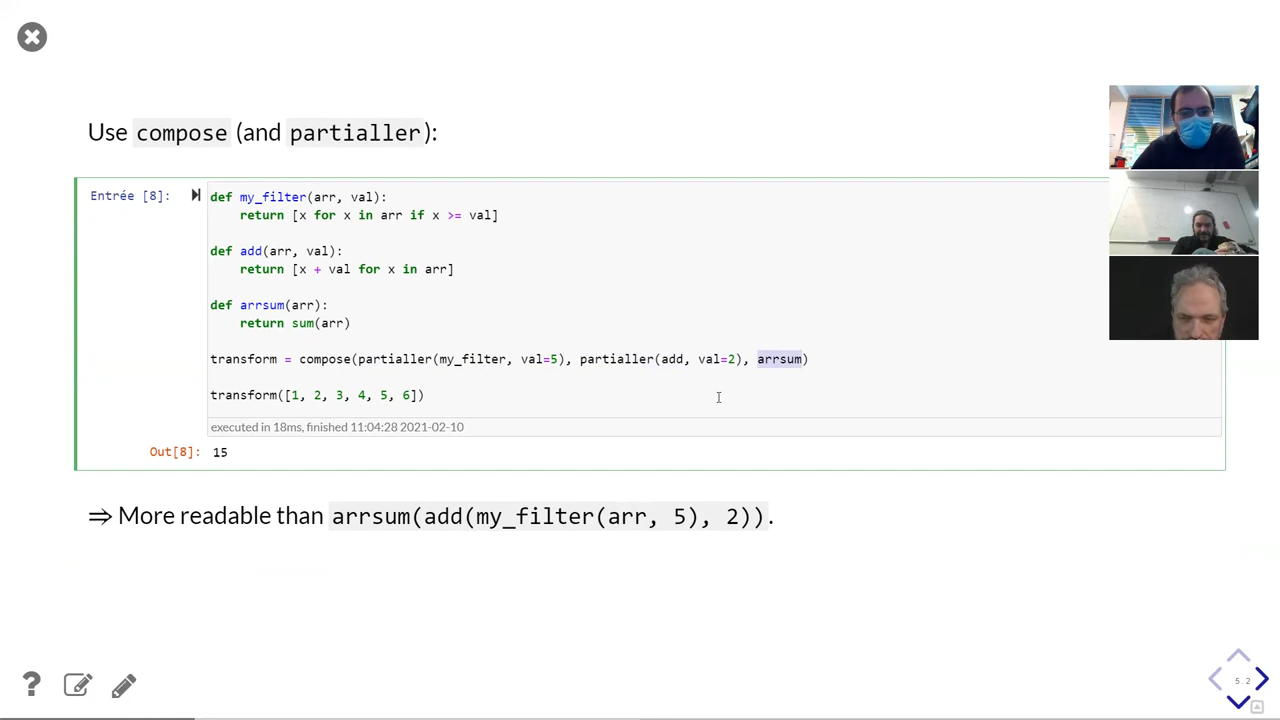 Use compose (and partialler):
Entrée [8]:
def my_filter(arr, val):
    return [x for x in arr if x >= val]
def add(arr, val):
    return [x + val for x in arr]
def arrsum(arr):
    return sum(arr)
transform = compose(partialler(my_filter, val=5), partialler(add, val=2), arrsum)
transform([1, 2, 3, 4, 5, 6])
executed in 18ms, finished 11:04:28 2021-02-10
Out[8]: 15
⇒ More readable than arrsum(add(my_filter(arr, 5), 2)).
?
5.2